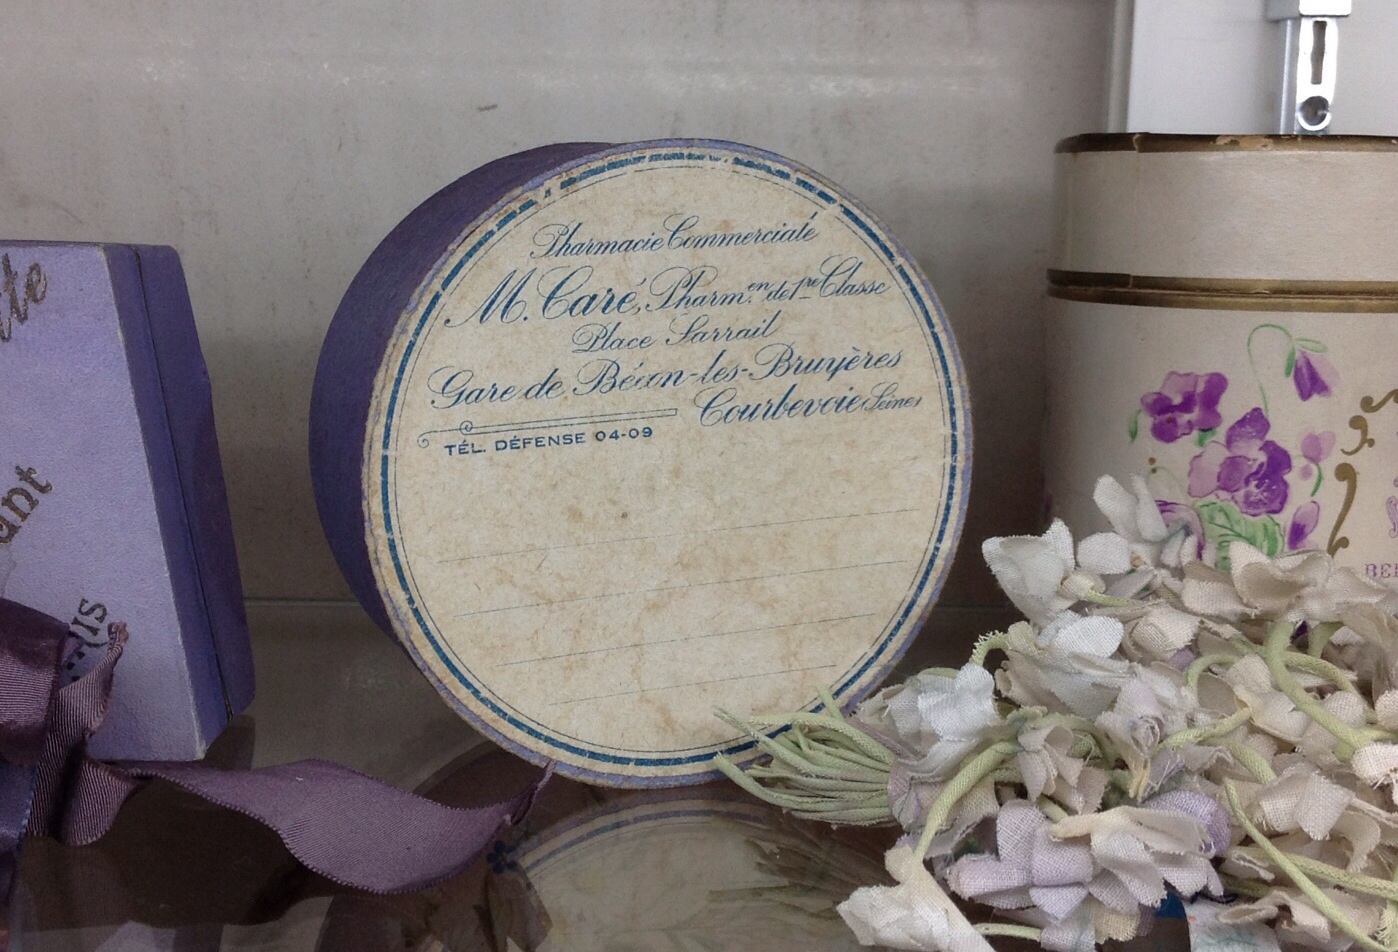 Pharmacie Commerciale
M. Caré, Pharm.en de 1re Classe
Place Sarrail
Gare de Bécon-les-Bruyères
Courbevoie (Seine)
TÉL. DÉFENSE 04-09